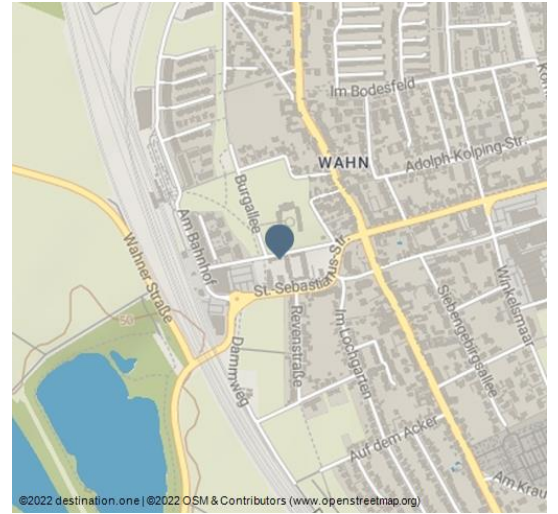 Im Bodesfeld
WAHN
Adolph-Kolping-Str.
Burgallee
Am Bahnhof
Wahner Straße
St. Sebastianus-Str.
Revenstraße
Im Lochgarten
Siebengebirgsallee
Winkelsmaar
50
Dammweg
Auf dem Acker
Am Krau
©2022 destination.one | ©2022 OSM & Contributors (www.openstreetmap.org)